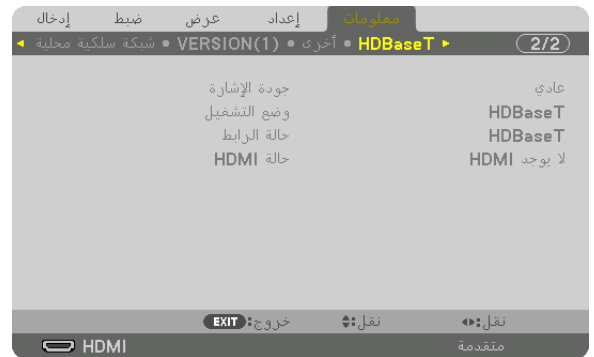 إدخال ضبط عرض إعداد معلومات
◄ شبكة سلكية محلية ● VERSION(1) ● أخرى ● HDBaseT ► 2/2
جودة الإشارة عادي
وضع التشغيل HDBaseT
حالة الرابط HDBaseT
حالة HDMI لا يوجد HDMI
EXIT:خروج نقل:⬍ نقل:⬌
HDMI متقدمة